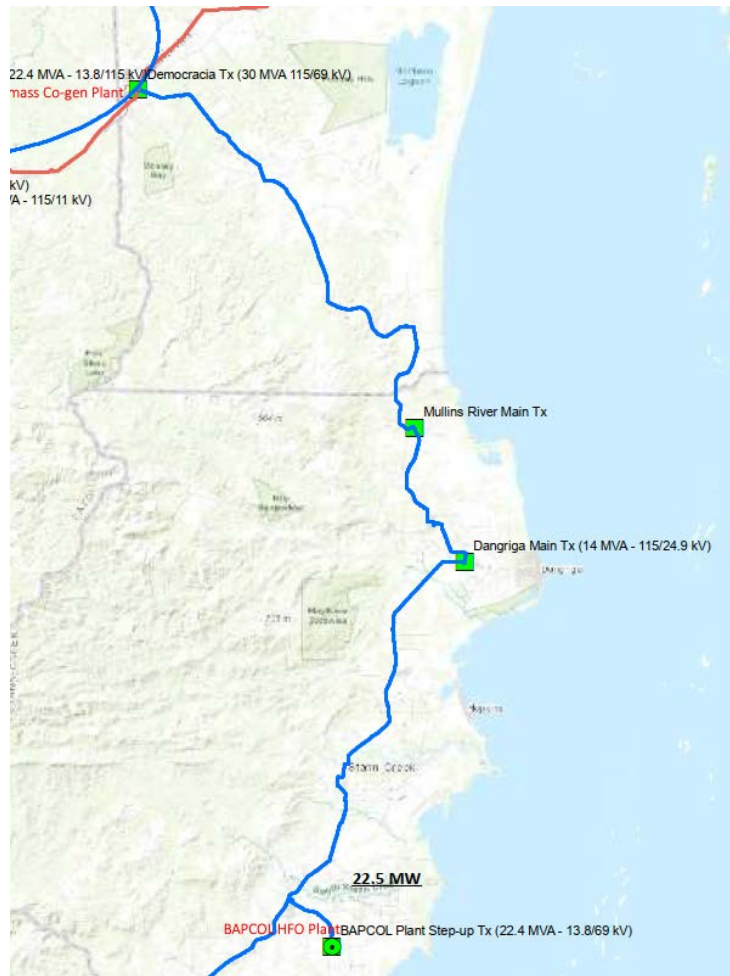 22.4 MVA - 13.8/115 kV) Democracia Tx (30 MVA 115/69 kV)
mass Co-gen Plant
kV)
/A - 115/11 kV)
Mullins River Main Tx
Dangriga Main Tx (14 MVA - 115/24.9 kV)
Dangriga
Hopkins
Stann Creek
22.5 MW
BAPCOL HFO Plant BAPCOL Plant Step-up Tx (22.4 MVA - 13.8/69 kV)